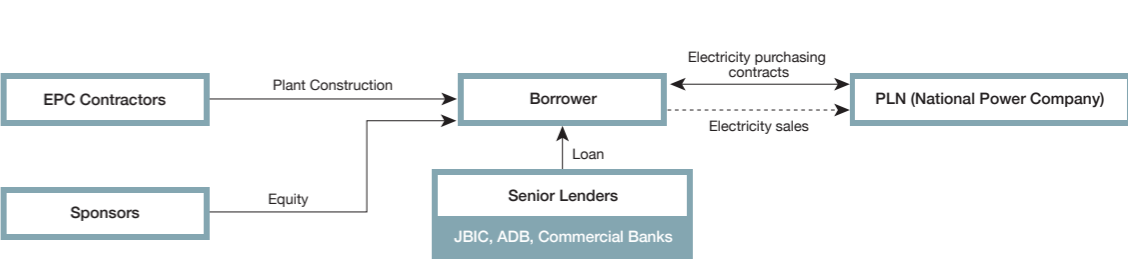 Electricity purchasing
contracts
EPC Contractors
Plant Construction
Borrower
PLN (National Power Company)
Electricity sales
Loan
Sponsors
Equity
Senior Lenders
JBIC, ADB, Commercial Banks